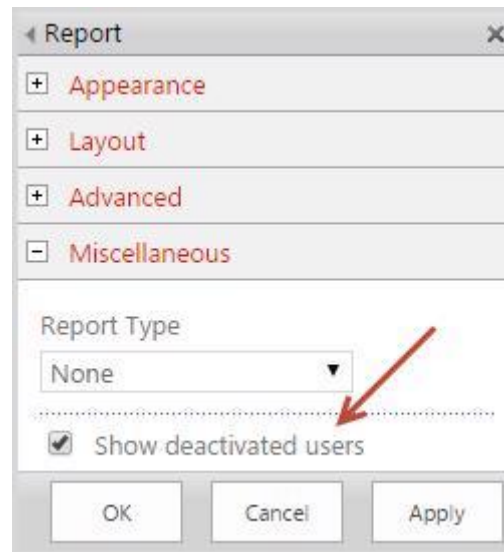 Report
Appearance
Layout
Advanced
Miscellaneous
Report Type
None
Show deactivated users
OK Cancel Apply